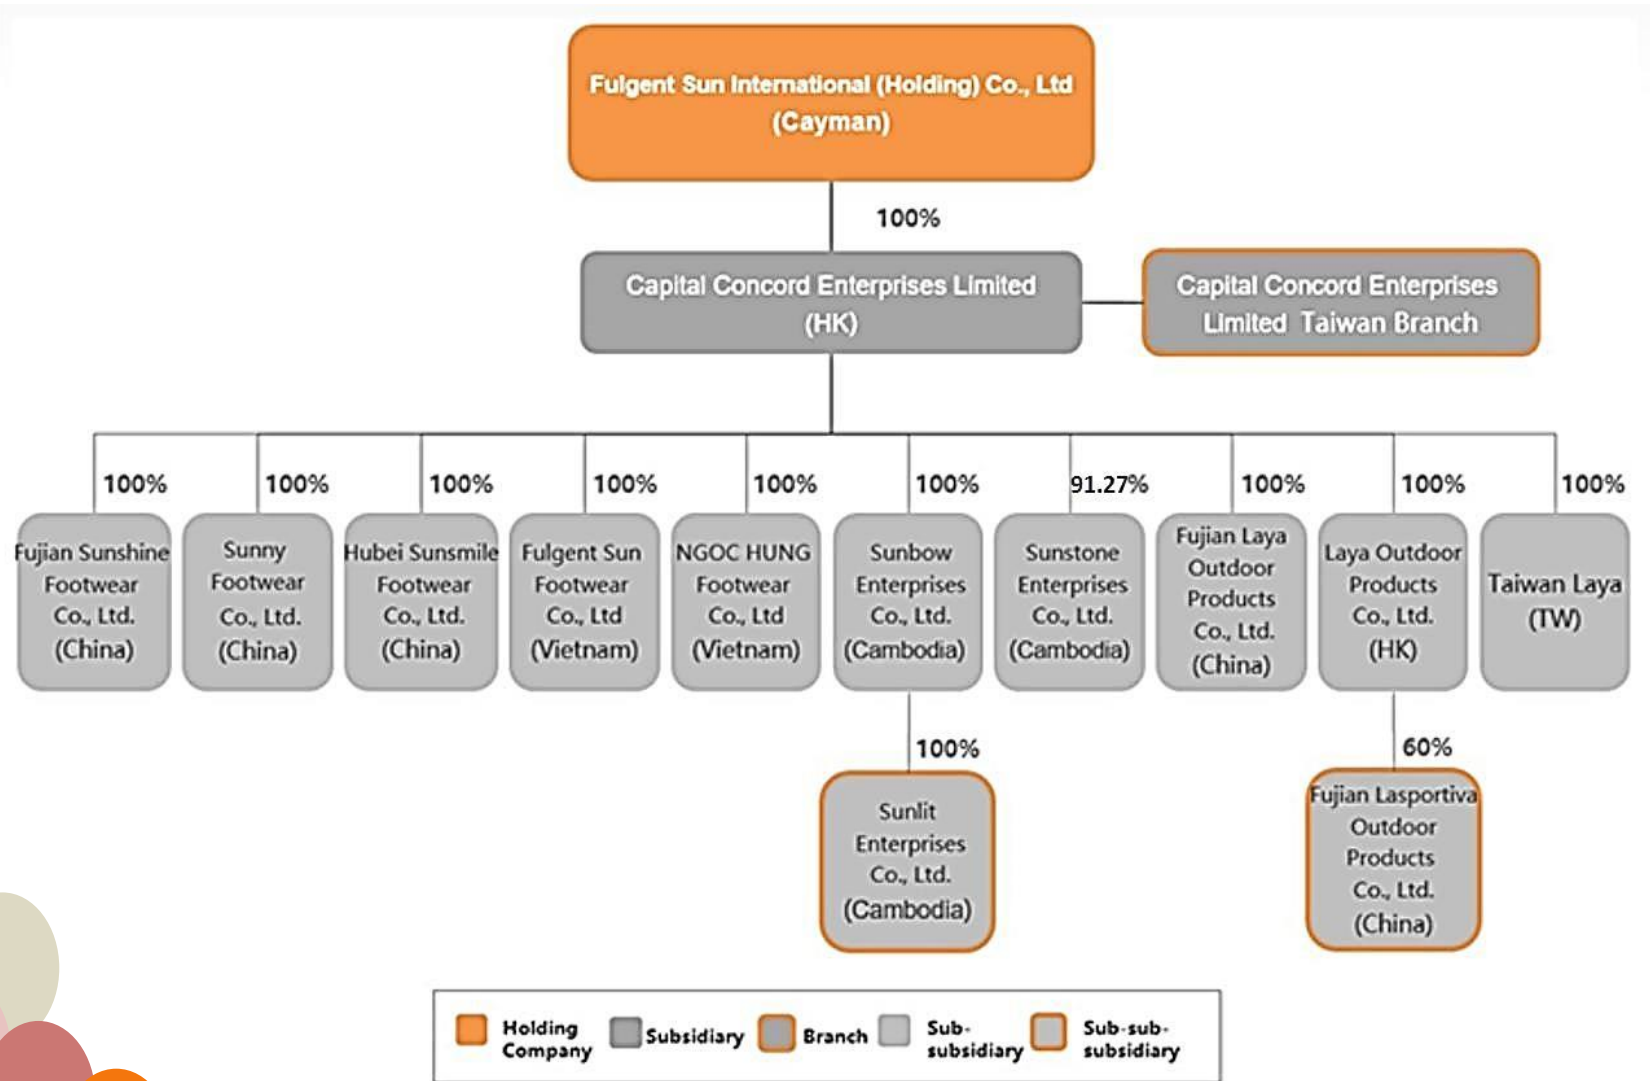 Fulgent Sun International (Holding) Co., Ltd
(Cayman)
100%
Capital Concord Enterprises Limited
(HK)
Capital Concord Enterprises
Limited Taiwan Branch
100%
100%
100%
100%
100%
100%
91.27%
100%
100%
100%
Fujian Sunshine
Footwear
Co., Ltd.
(China)
Sunny
Footwear
Co., Ltd.
(China)
Hubei Sunsmile
Footwear
Co., Ltd.
(China)
Fulgent Sun
Footwear
Co., Ltd
(Vietnam)
NGOC HUNG
Footwear
Co., Ltd
(Vietnam)
Sunbow
Enterprises
Co., Ltd.
(Cambodia)
Sunstone
Enterprises
Co., Ltd.
(Cambodia)
Fujian Laya
Outdoor
Products
Co., Ltd.
(China)
Laya Outdoor
Products
Co., Ltd.
(HK)
Taiwan Laya
(TW)
100%
60%
Sunlit
Enterprises
Co., Ltd.
(Cambodia)
Fujian Lasportiva
Outdoor
Products
Co., Ltd.
(China)
Holding
Company
Subsidiary
Branch
Sub-
subsidiary
Sub-sub-
subsidiary